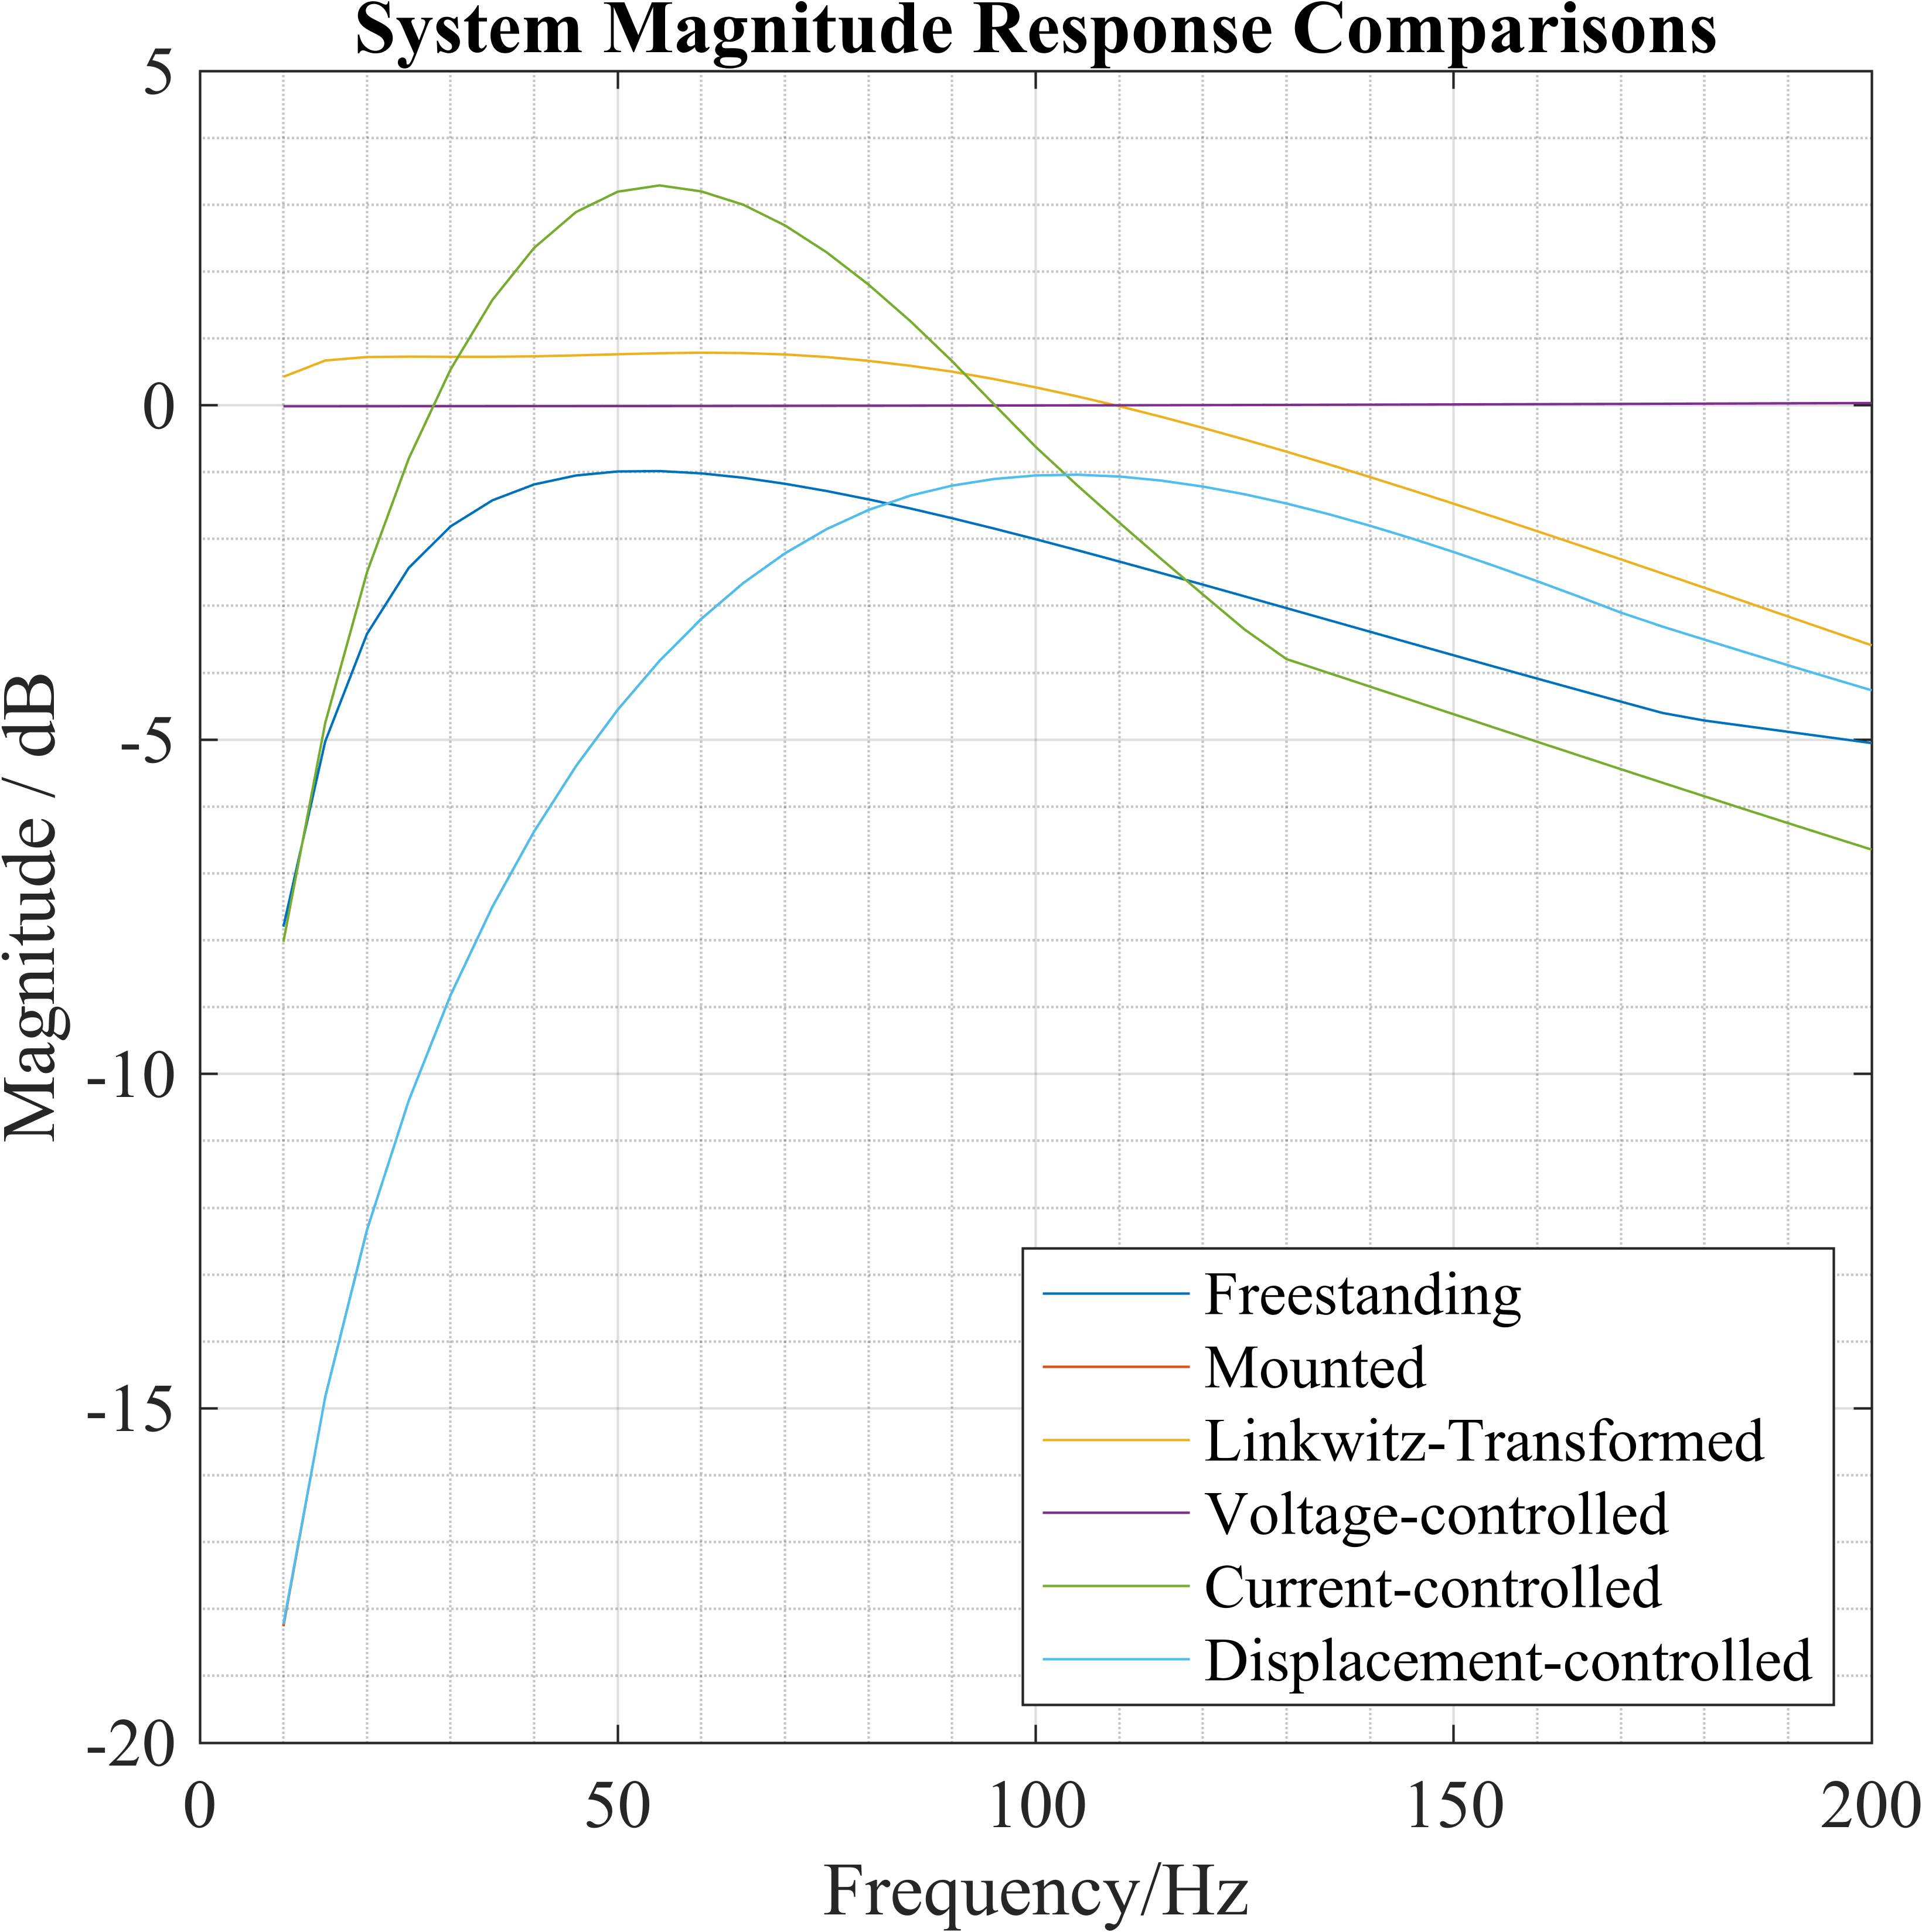 System Magnitude Response Comparisons
5
0
-5
-10
-15
-20
Magnitude / dB
Freestanding
Mounted
Linkwitz-Transformed
Voltage-controlled
Current-controlled
Displacement-controlled
0 50 100 150 200
Frequency/Hz